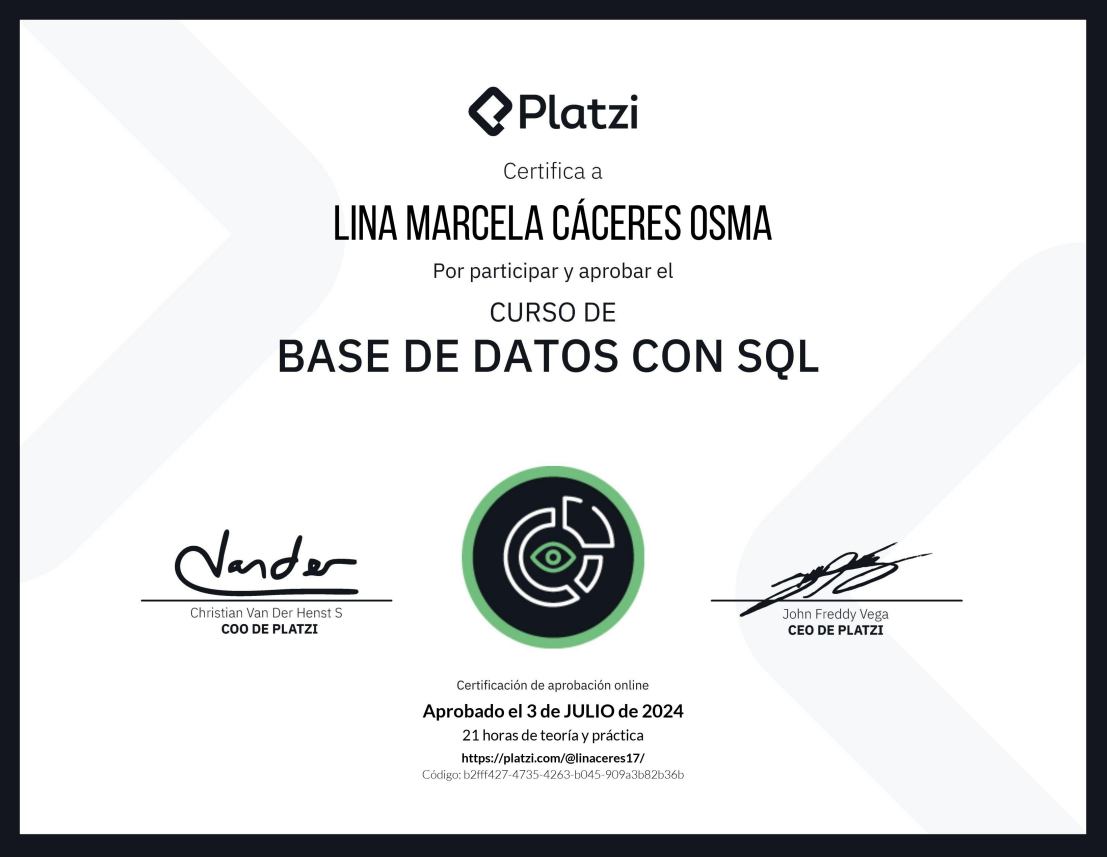 Platzi
Certifica a
LINA MARCELA CÁCERES OSMA
Por participar y aprobar el
CURSO DE
BASE DE DATOS CON SQL
Vander
Christian Van Der Henst S
COO DE PLATZI
John Freddy Vega
CEO DE PLATZI
Certificación de aprobación online
Aprobado el 3 de JULIO de 2024
21 horas de teoría y práctica
https://platzi.com/@linaceres17/
Código: b2fff427-4735-4263-b045-909a3b82b36b